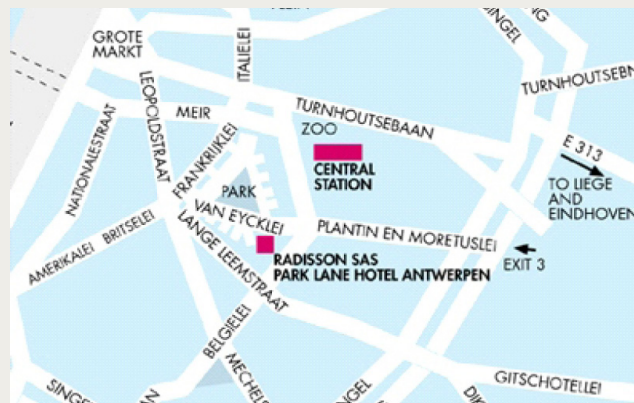 GROTE
MARKT
ITALIELEI
SINGEL
TURNHOUTSEBAAN
LEOPOLDSTRAAT
MEIR
NATIONALESTRAAT
FRANKRIJKLEI
ZOO
CENTRAL
STATION
E 313
TO LIEGE
AND
EINDHOVEN
PARK
VAN EYCKLEI
PLANTIN EN MORETUSLEI
EXIT 3
AMERIKALEI
BRITSELEI
LANGE LEEMSTRAAT
RADISSON SAS
PARK LANE HOTEL ANTWERPEN
BELGIELEI
GITSCHOTELLEI